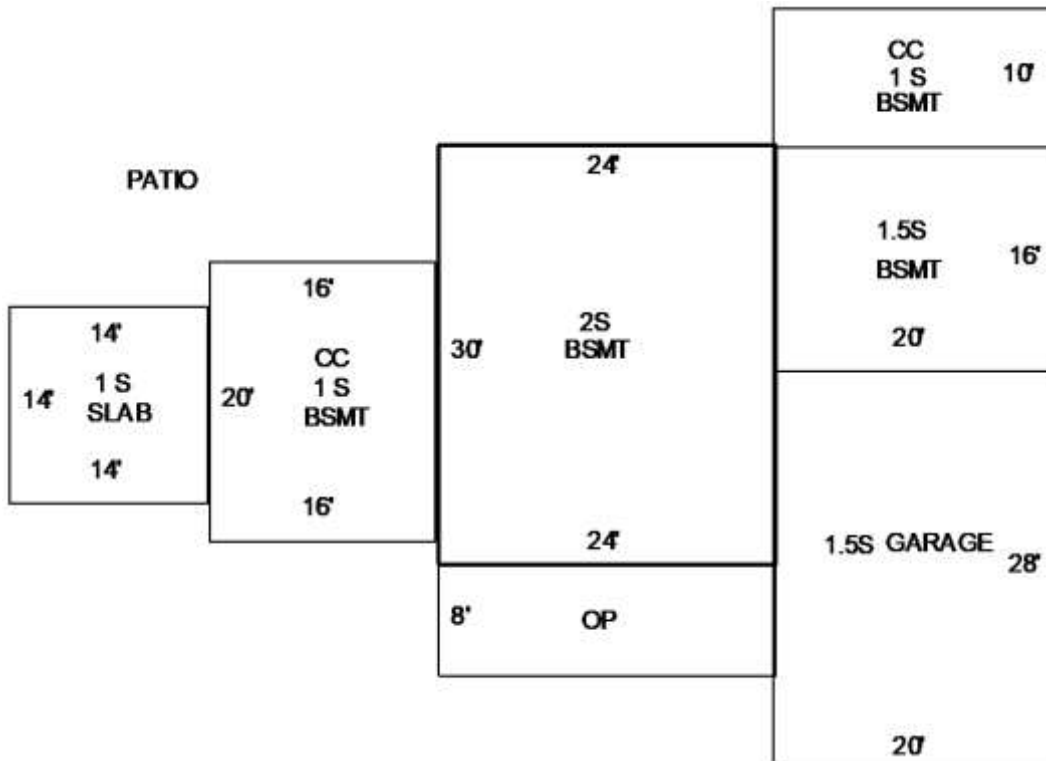 CC
1 S
BSMT
10'
PATIO
24'
1.5S
BSMT
16'
20'
16'
CC
1 S
BSMT
20'
16'
14'
14'
1 S
SLAB
14'
30'
2S
BSMT
24'
8'
OP
1.5S GARAGE
28'
20'